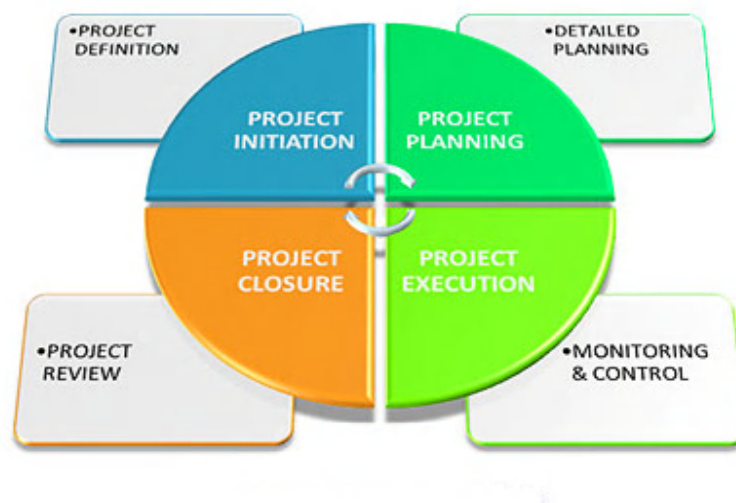 •PROJECT
DEFINITION
•DETAILED
PLANNING
PROJECT
INITIATION
PROJECT
PLANNING
PROJECT
CLOSURE
PROJECT
EXECUTION
•PROJECT
REVIEW
•MONITORING
& CONTROL